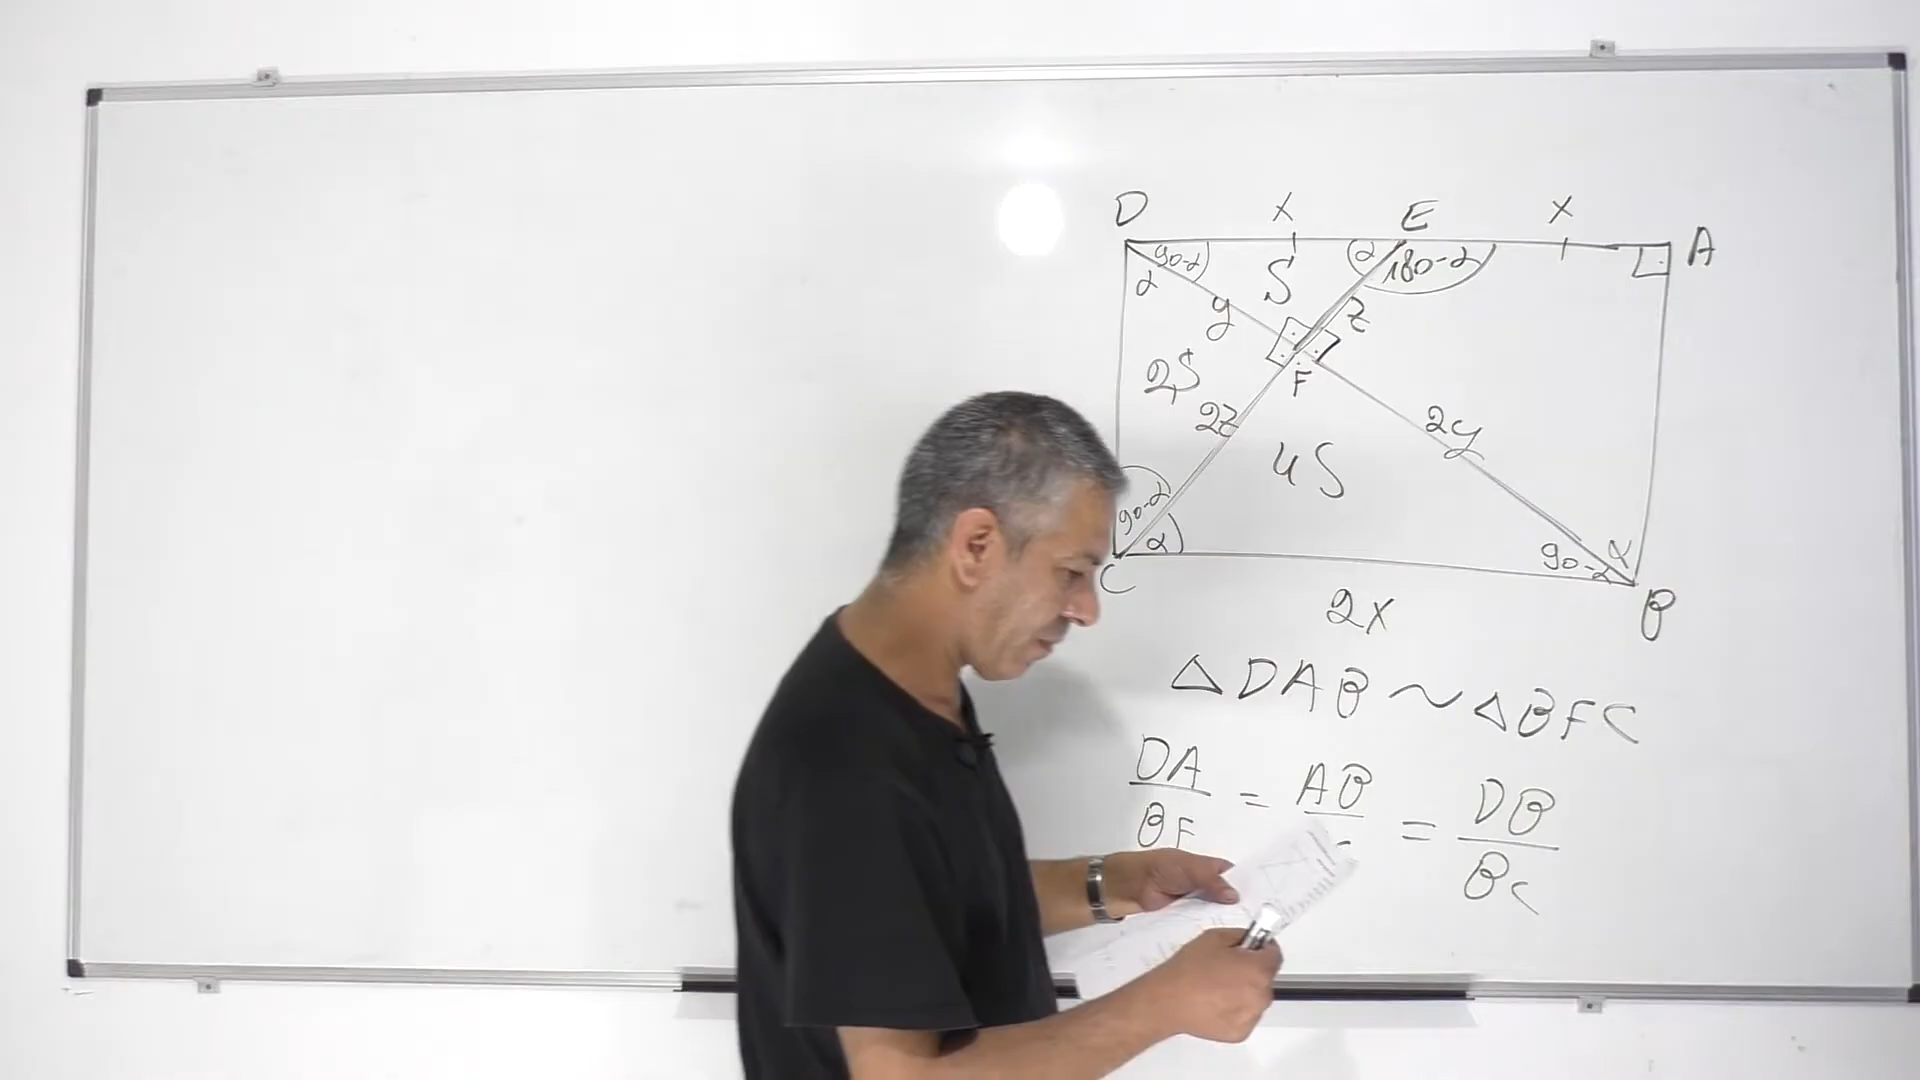 D x E x A
90-α α 180-α
α y S z
F
2S 2z 2y
4S
90-α α 90-α α
C B
2x
△DAB ~ △BFC
DA/BF = AB/ = DB/BC